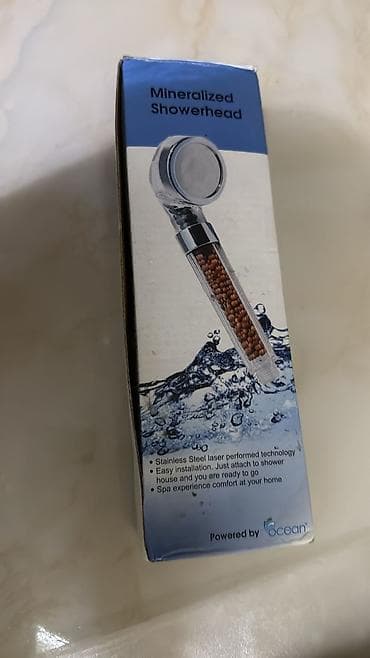 Mineralized
Showerhead
• Stainless Steel laser performed technology
• Easy installation. Just attach to shower
house and you are ready to go
• Spa experience comfort at your home
Powered by ocean